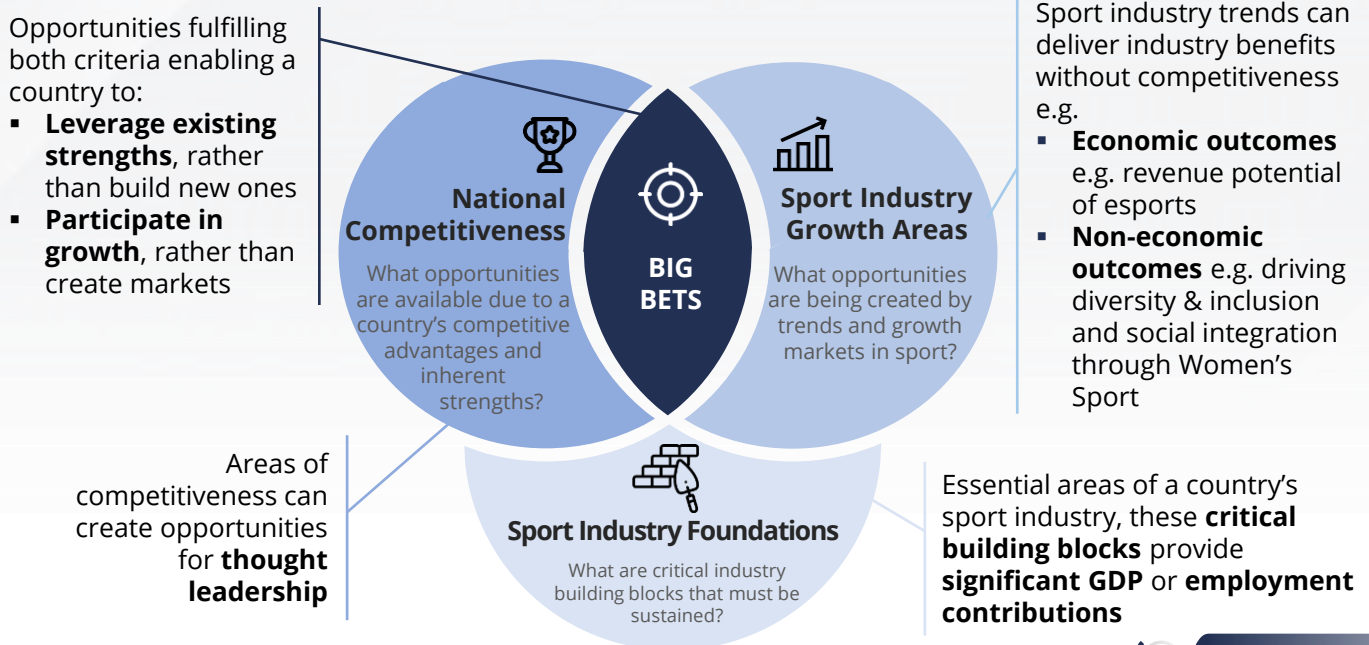 Opportunities fulfilling
both criteria enabling a
country to:
▪ Leverage existing
strengths, rather
than build new ones
▪ Participate in
growth, rather than
create markets
National
Competitiveness
What opportunities
are available due to a
country's competitive
advantages and
inherent
strengths?
BIG
BETS
Sport Industry
Growth Areas
What opportunities
are being created by
trends and growth
markets in sport?
Sport industry trends can
deliver industry benefits
without competitiveness
e.g.
▪ Economic outcomes
e.g. revenue potential
of esports
▪ Non-economic
outcomes e.g. driving
diversity & inclusion
and social integration
through Women's
Sport
Areas of
competitiveness can
create opportunities
for thought
leadership
Sport Industry Foundations
What are critical industry
building blocks that must be
sustained?
Essential areas of a country's
sport industry, these critical
building blocks provide
significant GDP or employment
contributions